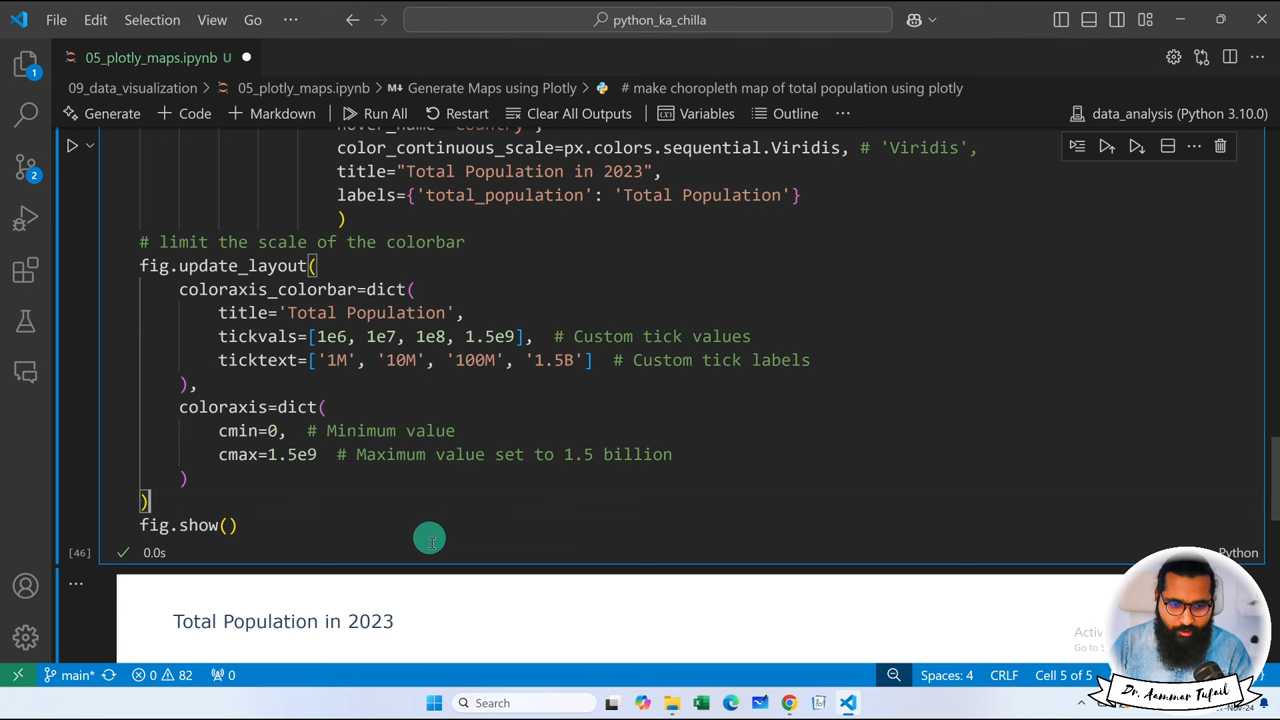 File Edit Selection View Go
python_ka_chilla
05_plotly_maps.ipynb U
09_data_visualization > 05_plotly_maps.ipynb > Generate Maps using Plotly > # make choropleth map of total population using plotly
Generate + Code + Markdown Run All Restart Clear All Outputs Variables Outline data_analysis (Python 3.10.0)
color_continuous_scale=px.colors.sequential.Viridis, # 'Viridis',
title="Total Population in 2023",
labels={'total_population': 'Total Population'}
)
# limit the scale of the colorbar
fig.update_layout(
coloraxis_colorbar=dict(
title='Total Population',
tickvals=[1e6, 1e7, 1e8, 1.5e9], # Custom tick values
ticktext=['1M', '10M', '100M', '1.5B'] # Custom tick labels
),
coloraxis=dict(
cmin=0, # Minimum value
cmax=1.5e9 # Maximum value set to 1.5 billion
)
)
fig.show()
[46] 0.0s Python
Total Population in 2023
1
2
main* 0 82 0 Spaces: 4 CRLF Cell 5 of 5
Search
Dr. Aammar Tufail